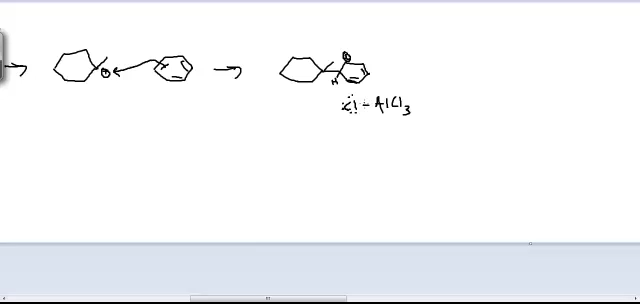 ⊕
⊕
H
:Cl – AlCl3